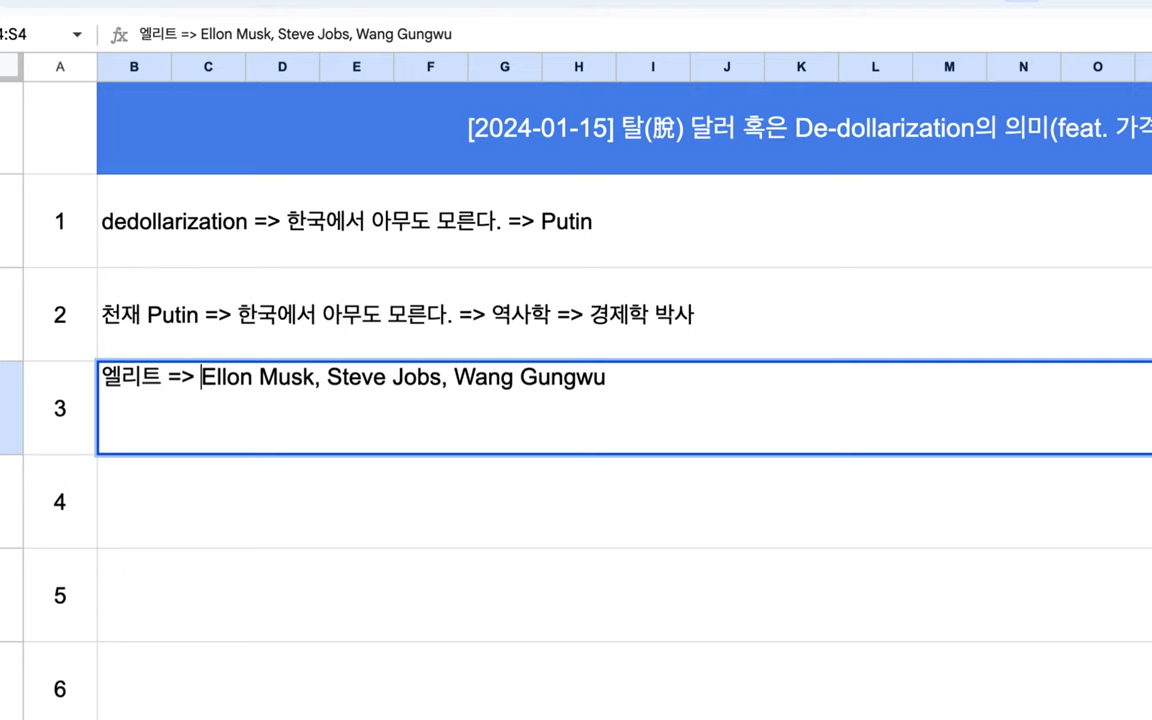 4:S4
fx 엘리트 => Ellon Musk, Steve Jobs, Wang Gungwu
A B C D E F G H I J K L M N O
[2024-01-15] 탈(脫) 달러 혹은 De-dollarization의 의미(feat. 가격
1 dedollarization => 한국에서 아무도 모른다. => Putin
2 천재 Putin => 한국에서 아무도 모른다. => 역사학 => 경제학 박사
3 엘리트 => Ellon Musk, Steve Jobs, Wang Gungwu
4
5
6